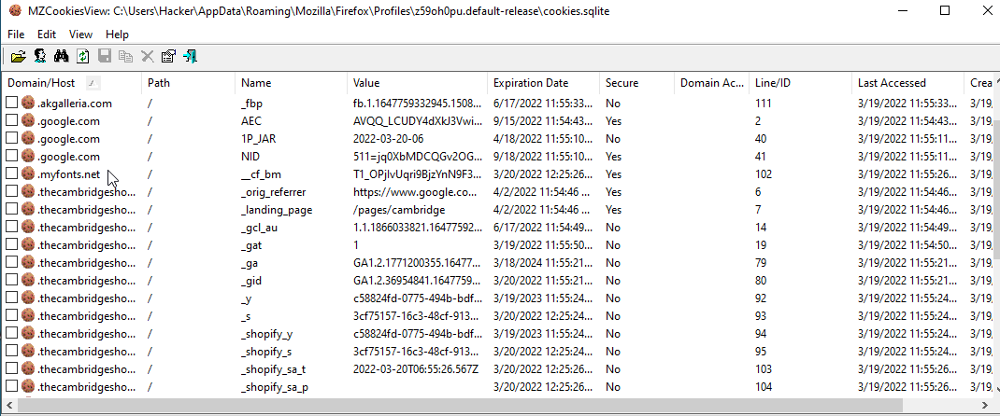 MZCookiesView: C:\Users\Hacker\AppData\Roaming\Mozilla\Firefox\Profiles\z59oh0pu.default-release\cookies.sqlite
File Edit View Help
Domain/Host / Path Name Value Expiration Date Secure Domain Ac... Line/ID Last Accessed Crea
.akgalleria.com / _fbp fb.1.1647759332945.1508... 6/17/2022 11:55:33... No 111 3/19/2022 11:55:33... 3/19,
.google.com / AEC AVQQ_LCUDY4dXkJ3Vwi... 9/15/2022 11:54:43... Yes 2 3/19/2022 11:54:43... 3/19,
.google.com / 1P_JAR 2022-03-20-06 4/18/2022 11:55:10... No 40 3/19/2022 11:55:11... 3/19,
.google.com / NID 511=jq0XbMDCQGv2OG... 9/18/2022 11:55:10... Yes 41 3/19/2022 11:55:10... 3/19,
.myfonts.net / __cf_bm T1_OPjIvUqri9BjzYnN9F3... 3/20/2022 12:25:26... Yes 102 3/19/2022 11:55:26... 3/19,
.thecambridgesho... / _orig_referrer https://www.google.co... 4/2/2022 11:54:46 ... Yes 6 3/19/2022 11:54:46... 3/19,
.thecambridgesho... / _landing_page /pages/cambridge 4/2/2022 11:54:46 ... Yes 7 3/19/2022 11:54:46... 3/19,
.thecambridgesho... / _gcl_au 1.1.1866033821.16477592... 6/17/2022 11:54:49... No 14 3/19/2022 11:54:49... 3/19,
.thecambridgesho... / _gat 1 3/19/2022 11:55:50... No 19 3/19/2022 11:54:50... 3/19,
.thecambridgesho... / _ga GA1.2.1771200355.16477... 3/18/2024 11:55:21... No 79 3/19/2022 11:55:21... 3/19,
.thecambridgesho... / _gid GA1.2.36954841.1647759... 3/20/2022 11:55:21... No 80 3/19/2022 11:55:21... 3/19,
.thecambridgesho... / _y c58824fd-0775-494b-bdf... 3/19/2023 11:55:24... No 92 3/19/2022 11:55:24... 3/19,
.thecambridgesho... / _s 3cf75157-16c3-48cf-913... 3/20/2022 12:25:24... No 93 3/19/2022 11:55:24... 3/19,
.thecambridgesho... / _shopify_y c58824fd-0775-494b-bdf... 3/19/2023 11:55:24... No 94 3/19/2022 11:55:24... 3/19,
.thecambridgesho... / _shopify_s 3cf75157-16c3-48cf-913... 3/20/2022 12:25:24... No 95 3/19/2022 11:55:24... 3/19,
.thecambridgesho... / _shopify_sa_t 2022-03-20T06:55:26.567Z 3/20/2022 12:25:26... No 103 3/19/2022 11:55:26... 3/19,
.thecambridgesho... / _shopify_sa_p 3/20/2022 12:25:26... No 104 3/19/2022 11:55:26... 3/19,